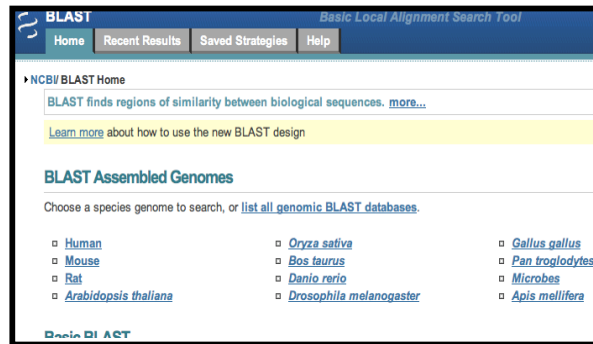 BLAST Basic Local Alignment Search Tool
Home Recent Results Saved Strategies Help
NCBI/ BLAST Home
BLAST finds regions of similarity between biological sequences. more...
Learn more about how to use the new BLAST design
BLAST Assembled Genomes
Choose a species genome to search, or list all genomic BLAST databases.
Human Oryza sativa Gallus gallus
Mouse Bos taurus Pan troglodytes
Rat Danio rerio Microbes
Arabidopsis thaliana Drosophila melanogaster Apis mellifera
Basic BLAST